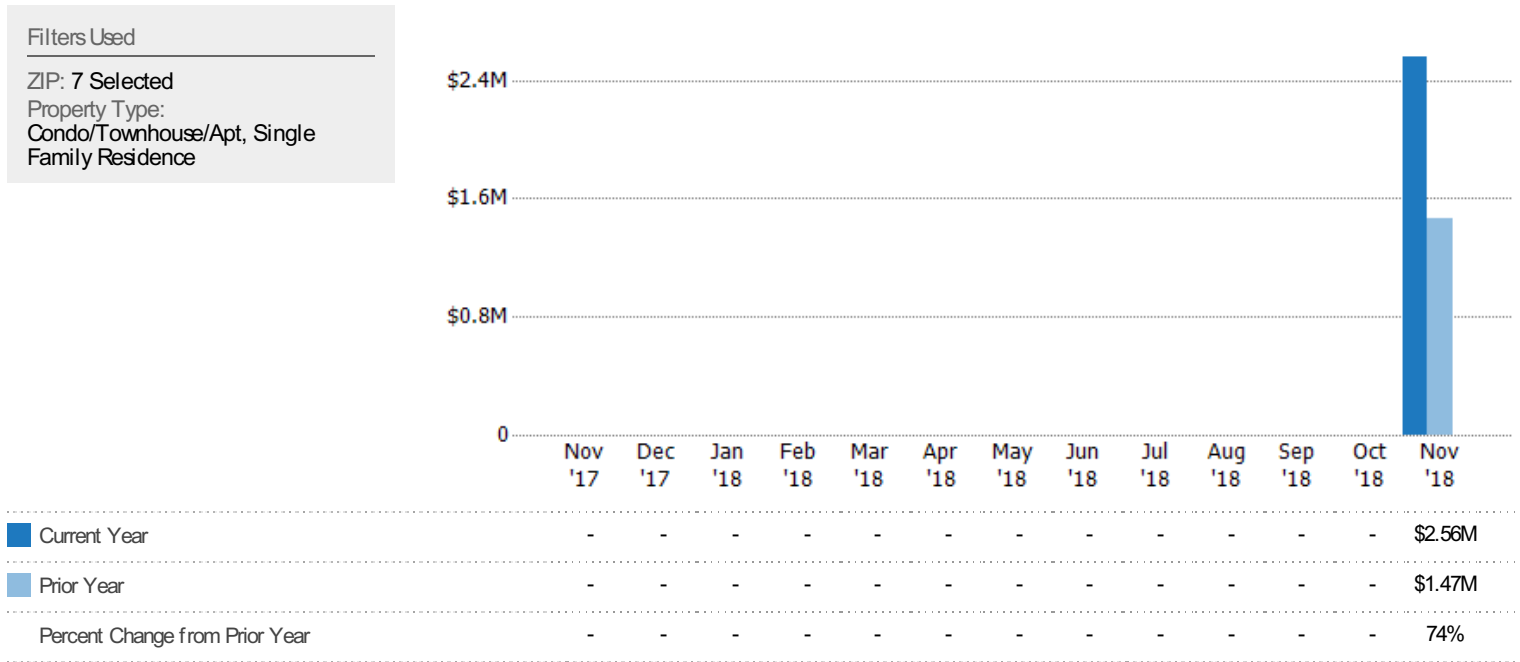 Filters Used
ZIP: 7 Selected
Property Type:
Condo/Townhouse/Apt, Single
Family Residence
$2.4M
$1.6M
$0.8M
0
Nov Dec Jan Feb Mar Apr May Jun Jul Aug Sep Oct Nov
'17 '17 '18 '18 '18 '18 '18 '18 '18 '18 '18 '18 '18
Current Year - - - - - - - - - - - - $2.56M
Prior Year - - - - - - - - - - - - $1.47M
Percent Change from Prior Year - - - - - - - - - - - - 74%